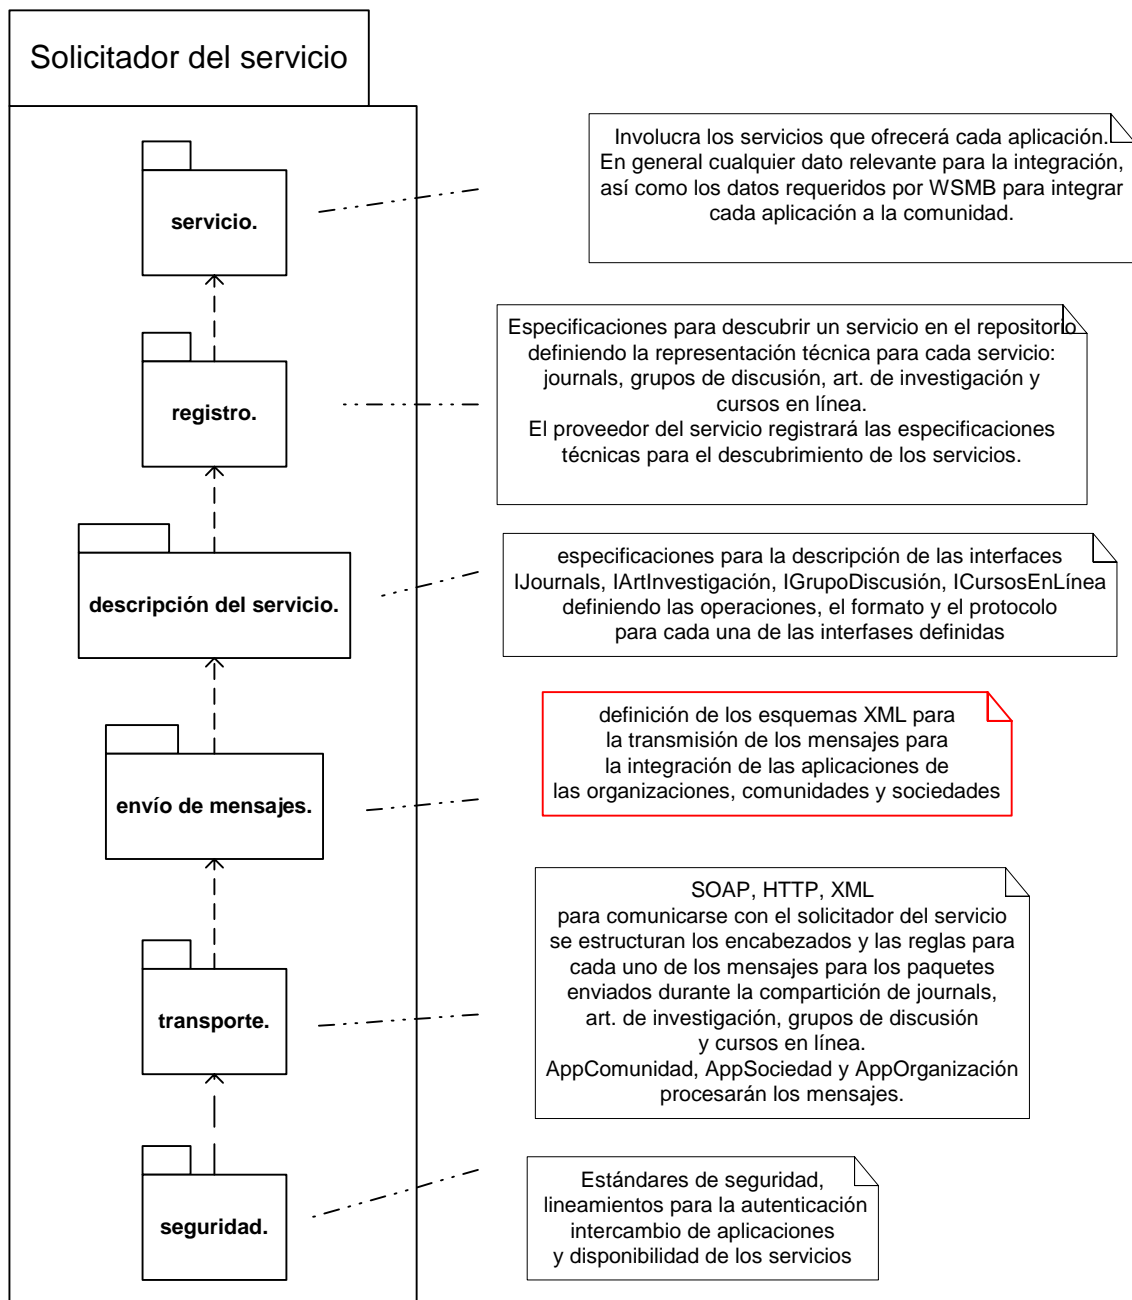 Solicitador del servicio
servicio.
Involucra los servicios que ofrecerá cada aplicación.
En general cualquier dato relevante para la integración,
así como los datos requeridos por WSMB para integrar
cada aplicación a la comunidad.
registro.
Especificaciones para descubrir un servicio en el repositorio
definiendo la representación técnica para cada servicio:
journals, grupos de discusión, art. de investigación y
cursos en línea.
El proveedor del servicio registrará las especificaciones
técnicas para el descubrimiento de los servicios.
descripción del servicio.
especificaciones para la descripción de las interfaces
IJournals, IArtInvestigación, IGrupoDiscusión, ICursosEnLínea
definiendo las operaciones, el formato y el protocolo
para cada una de las interfases definidas
envío de mensajes.
definición de los esquemas XML para
la transmisión de los mensajes para
la integración de las aplicaciones de
las organizaciones, comunidades y sociedades
transporte.
SOAP, HTTP, XML
para comunicarse con el solicitador del servicio
se estructuran los encabezados y las reglas para
cada uno de los mensajes para los paquetes
enviados durante la compartición de journals,
art. de investigación, grupos de discusión
y cursos en línea.
AppComunidad, AppSociedad y AppOrganización
procesarán los mensajes.
seguridad.
Estándares de seguridad,
lineamientos para la autenticación
intercambio de aplicaciones
y disponibilidad de los servicios